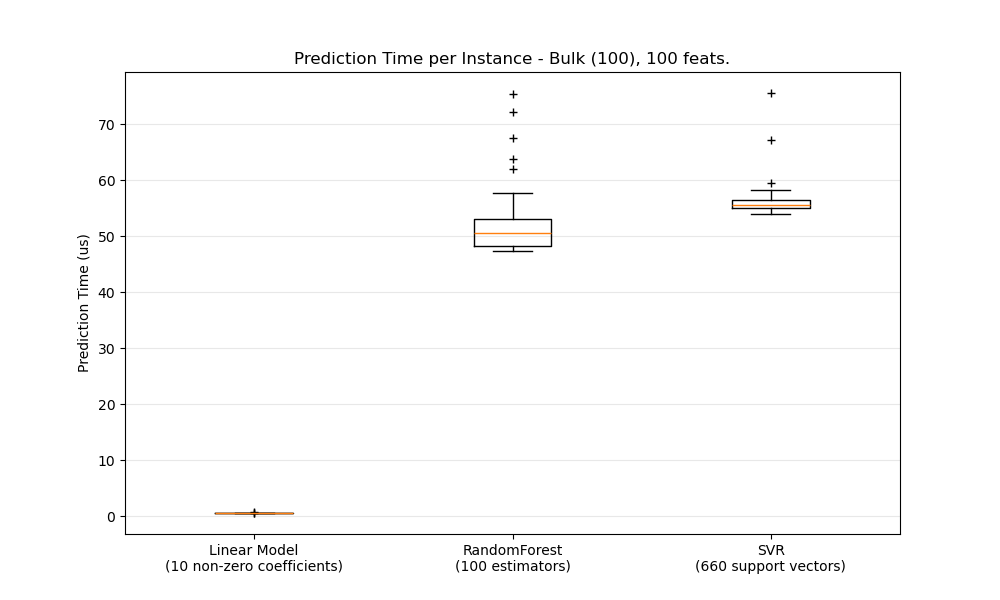 Prediction Time per Instance - Bulk (100), 100 feats.
Prediction Time (us)
70
60
50
40
30
20
10
0
Linear Model
(10 non-zero coefficients)
RandomForest
(100 estimators)
SVR
(660 support vectors)